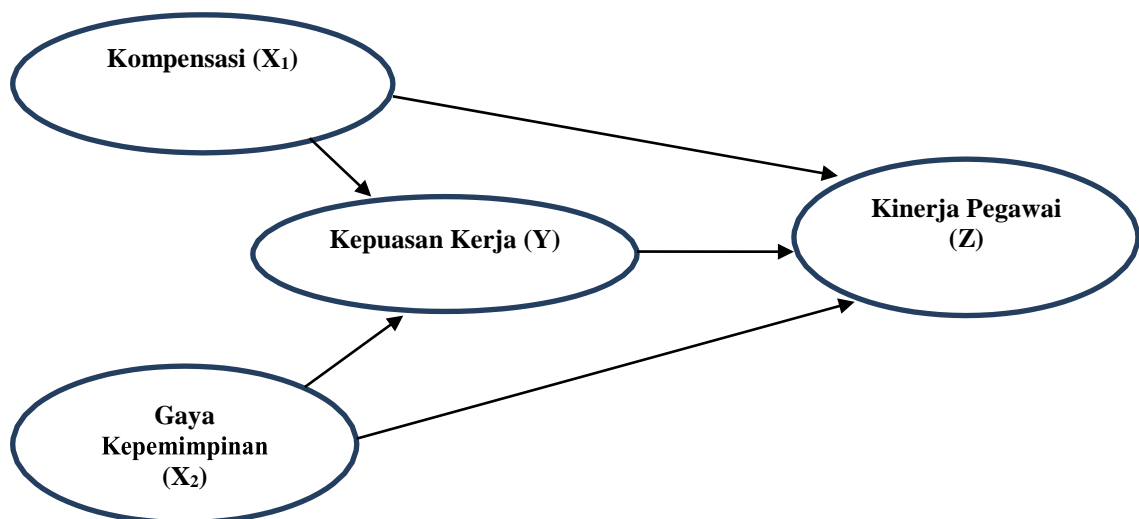 Kompensasi (X₁)
Kinerja Pegawai
(Z)
Kepuasan Kerja (Y)
Gaya
Kepemimpinan
(X₂)